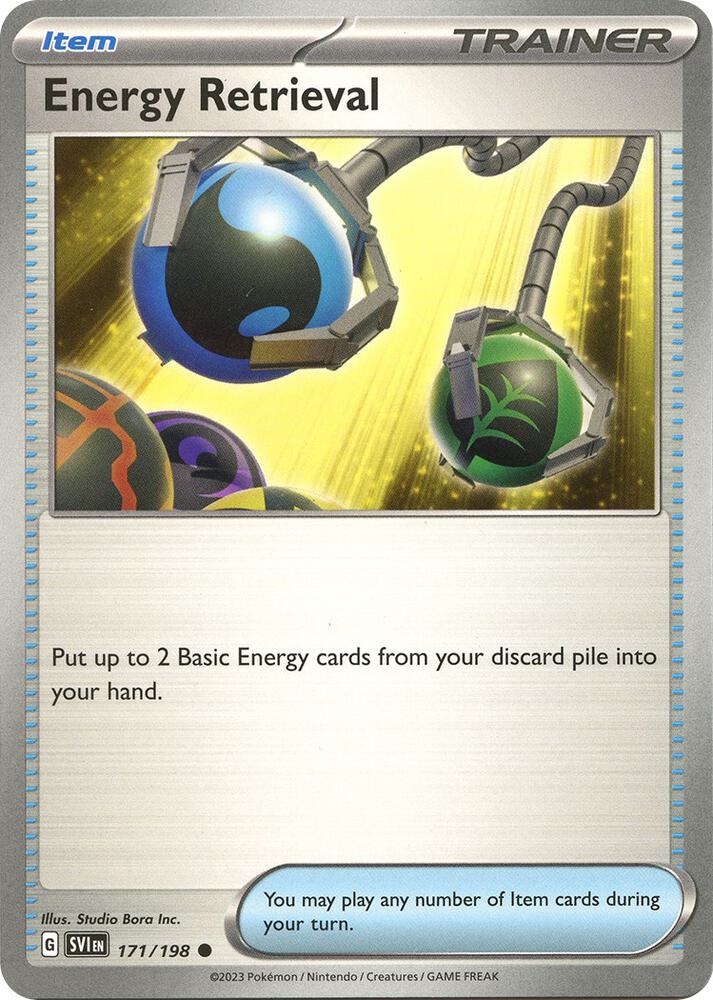 Item
TRAINER
Energy Retrieval
Put up to 2 Basic Energy cards from your discard pile into
your hand.
You may play any number of Item cards during
your turn.
Illus. Studio Bora Inc.
G SVI EN 171/198 ●
©2023 Pokémon / Nintendo / Creatures / GAME FREAK